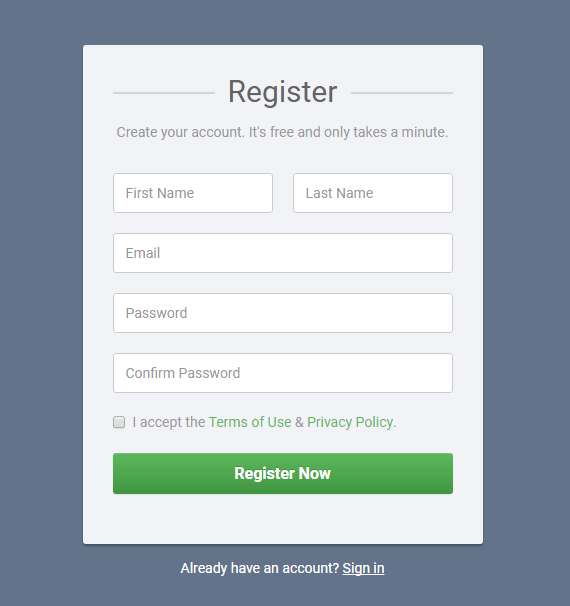 Register
Create your account. It's free and only takes a minute.
First Name Last Name
Email
Password
Confirm Password
I accept the Terms of Use & Privacy Policy.
Register Now
Already have an account? Sign in